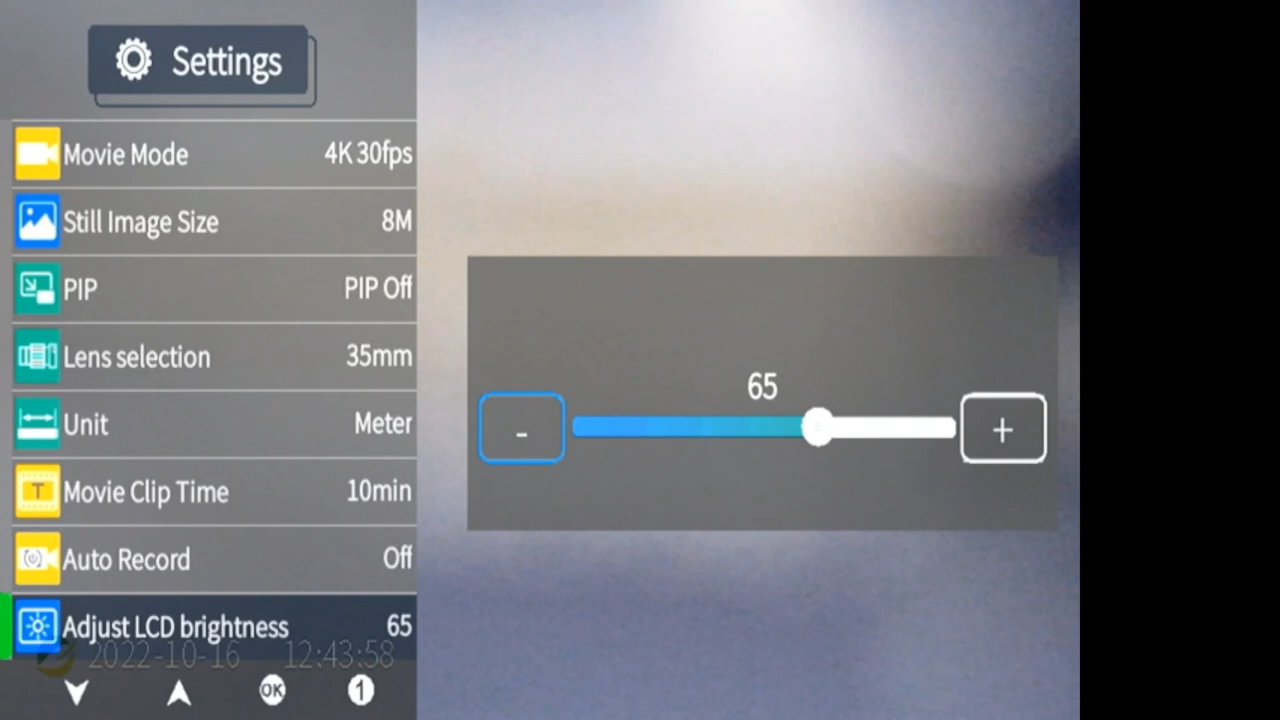 Settings
Movie Mode 4K 30fps
Still Image Size 8M
PIP PIP Off
Lens selection 35mm
Unit Meter
Movie Clip Time 10min
Auto Record Off
Adjust LCD brightness 65
2022-10-16 12:43:58
OK 1
65
- +